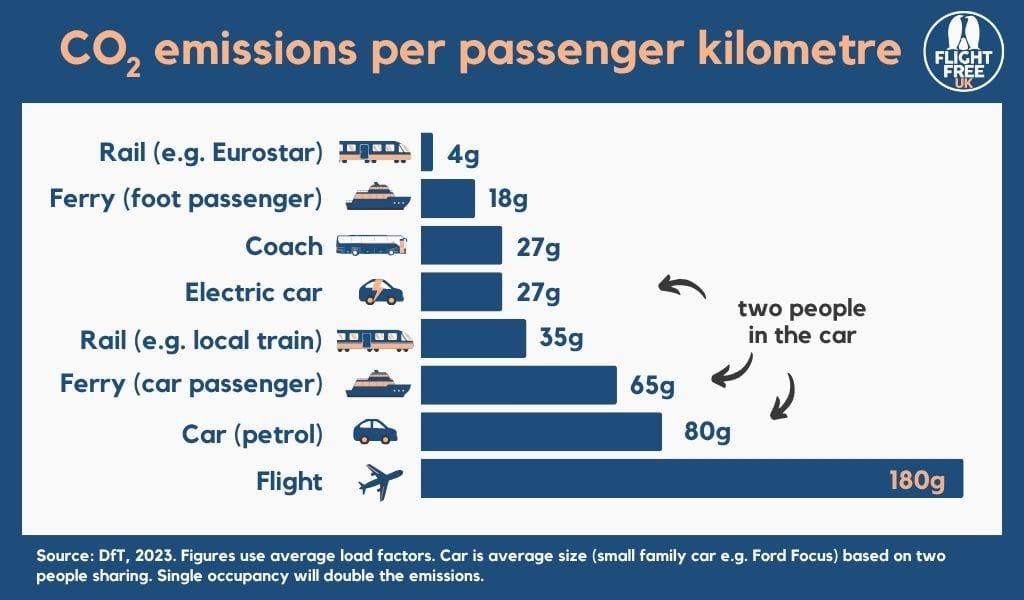 CO₂ emissions per passenger kilometre
FLIGHT
FREE
UK
Rail (e.g. Eurostar) 4g
Ferry (foot passenger) 18g
Coach 27g
Electric car 27g
two people
in the car
Rail (e.g. local train) 35g
Ferry (car passenger) 65g
Car (petrol) 80g
Flight 180g
Source: DfT, 2023. Figures use average load factors. Car is average size (small family car e.g. Ford Focus) based on two
people sharing. Single occupancy will double the emissions.